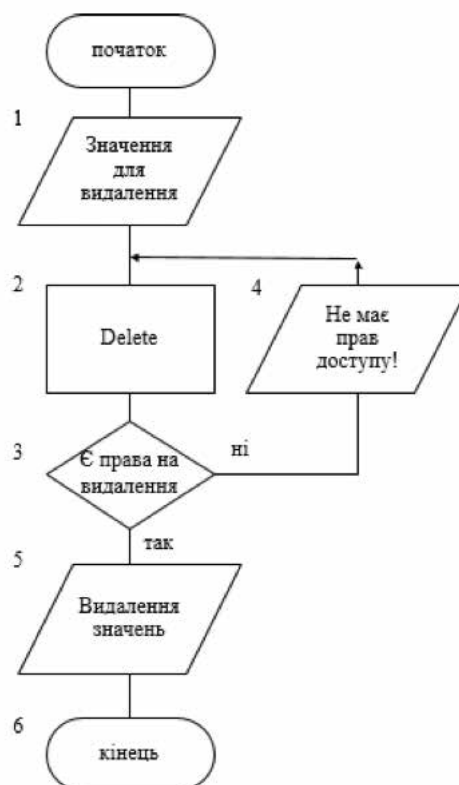 початок
1
Значення
для
видалення
2
Delete
4
Не має
прав
доступу!
3
Є права на
видалення
ні
так
5
Видалення
значень
6
кінець